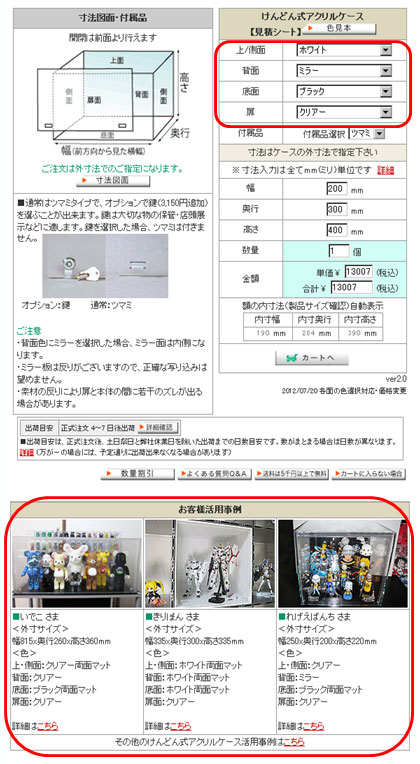 寸法図面・付属品
開閉は前面より行えます
上面
側面
扉面
背面
側面
底面
高さ
奥行
幅(前方向から見た横幅)
ご注文は外寸法でのご指定になります。
寸法図面
■通常はツマミタイプで、オプションで鍵(3,150円追加)
を選ぶことが出来ます。鍵は大切な物の保管・店頭展
示などに適します。鍵を選択した場合、ツマミは付きま
せん。
オプション:鍵 通常:ツマミ
ご注意
・背面色にミラーを選択した場合、ミラー面は内側にな
ります。
・ミラー板は反りがございますので、正確な写り込みは
望めません。
・素材の反りにより扉と本体の間に若干のズレが出る
場合があります。
けんどん式アクリルケース
【見積シート】 色見本
上/側面 ホワイト
背面 ミラー
底面 ブラック
扉 クリアー
付属品 付属品選択 ツマミ
寸法はケースの外寸法で指定下さい
※寸法入力は全てmm(ミリ)単位です 詳細
幅 200 mm
奥行 300 mm
高さ 400 mm
数量 1 個
金額 単価¥ 13007 (税込)
合計¥ 13007 (税込)
額の内寸法(製品サイズ確認)自動表示
内寸幅 内寸奥行 内寸高さ
190 mm 284 mm 390 mm
カートへ
ver2.0
2012/07/20 各面の色選択対応・価格変更
出荷目安 正式注文 4~7 日後出荷 詳細確認
■出荷目安は、正式注文後、土日祭日と弊社休業日を除いた出荷までの日数目安です。数がまとまる場合は日数が異なります。
詳細 (万が一の場合には、予定通りに出荷出来なくなる場合があります)
数量割引 よくある質問Q&A 送料は5千円以上で無料 カートに入らない場合
お客様活用事例
■いでこ さま
<外寸サイズ>
幅815x奥行260x高さ360mm
<色>
上・側面:クリアー両面マット
背面:クリアー
底面:ブラック両面マット
扉面:クリアー
詳細はこちら
■きりはん さま
<外寸サイズ>
幅335x奥行300x高さ335mm
<色>
上・側面:ホワイト両面マット
背面:ホワイト両面マット
底面:ホワイト両面マット
扉面:クリアー
詳細はこちら
■れげえぱんち さま
<外寸サイズ>
幅250x奥行200x高さ220mm
<色>
上・側面:クリアー
背面:ミラー
底面:クリアー
扉面:クリアー
詳細はこちら
その他のけんどん式アクリルケース活用事例はこちら